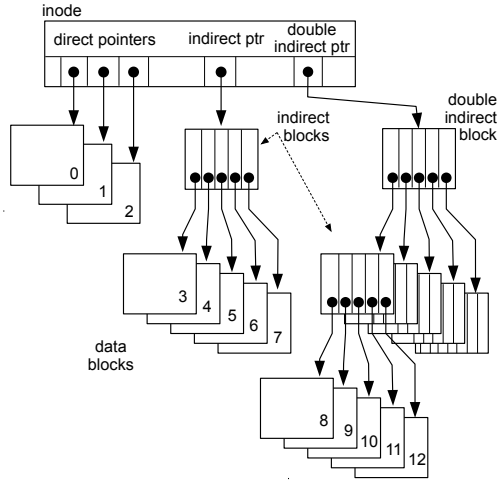 inode
direct pointers
indirect ptr
double
indirect ptr
indirect
blocks
double
indirect
block
0
1
2
3
4
5
6
7
data
blocks
8
9
10
11
12